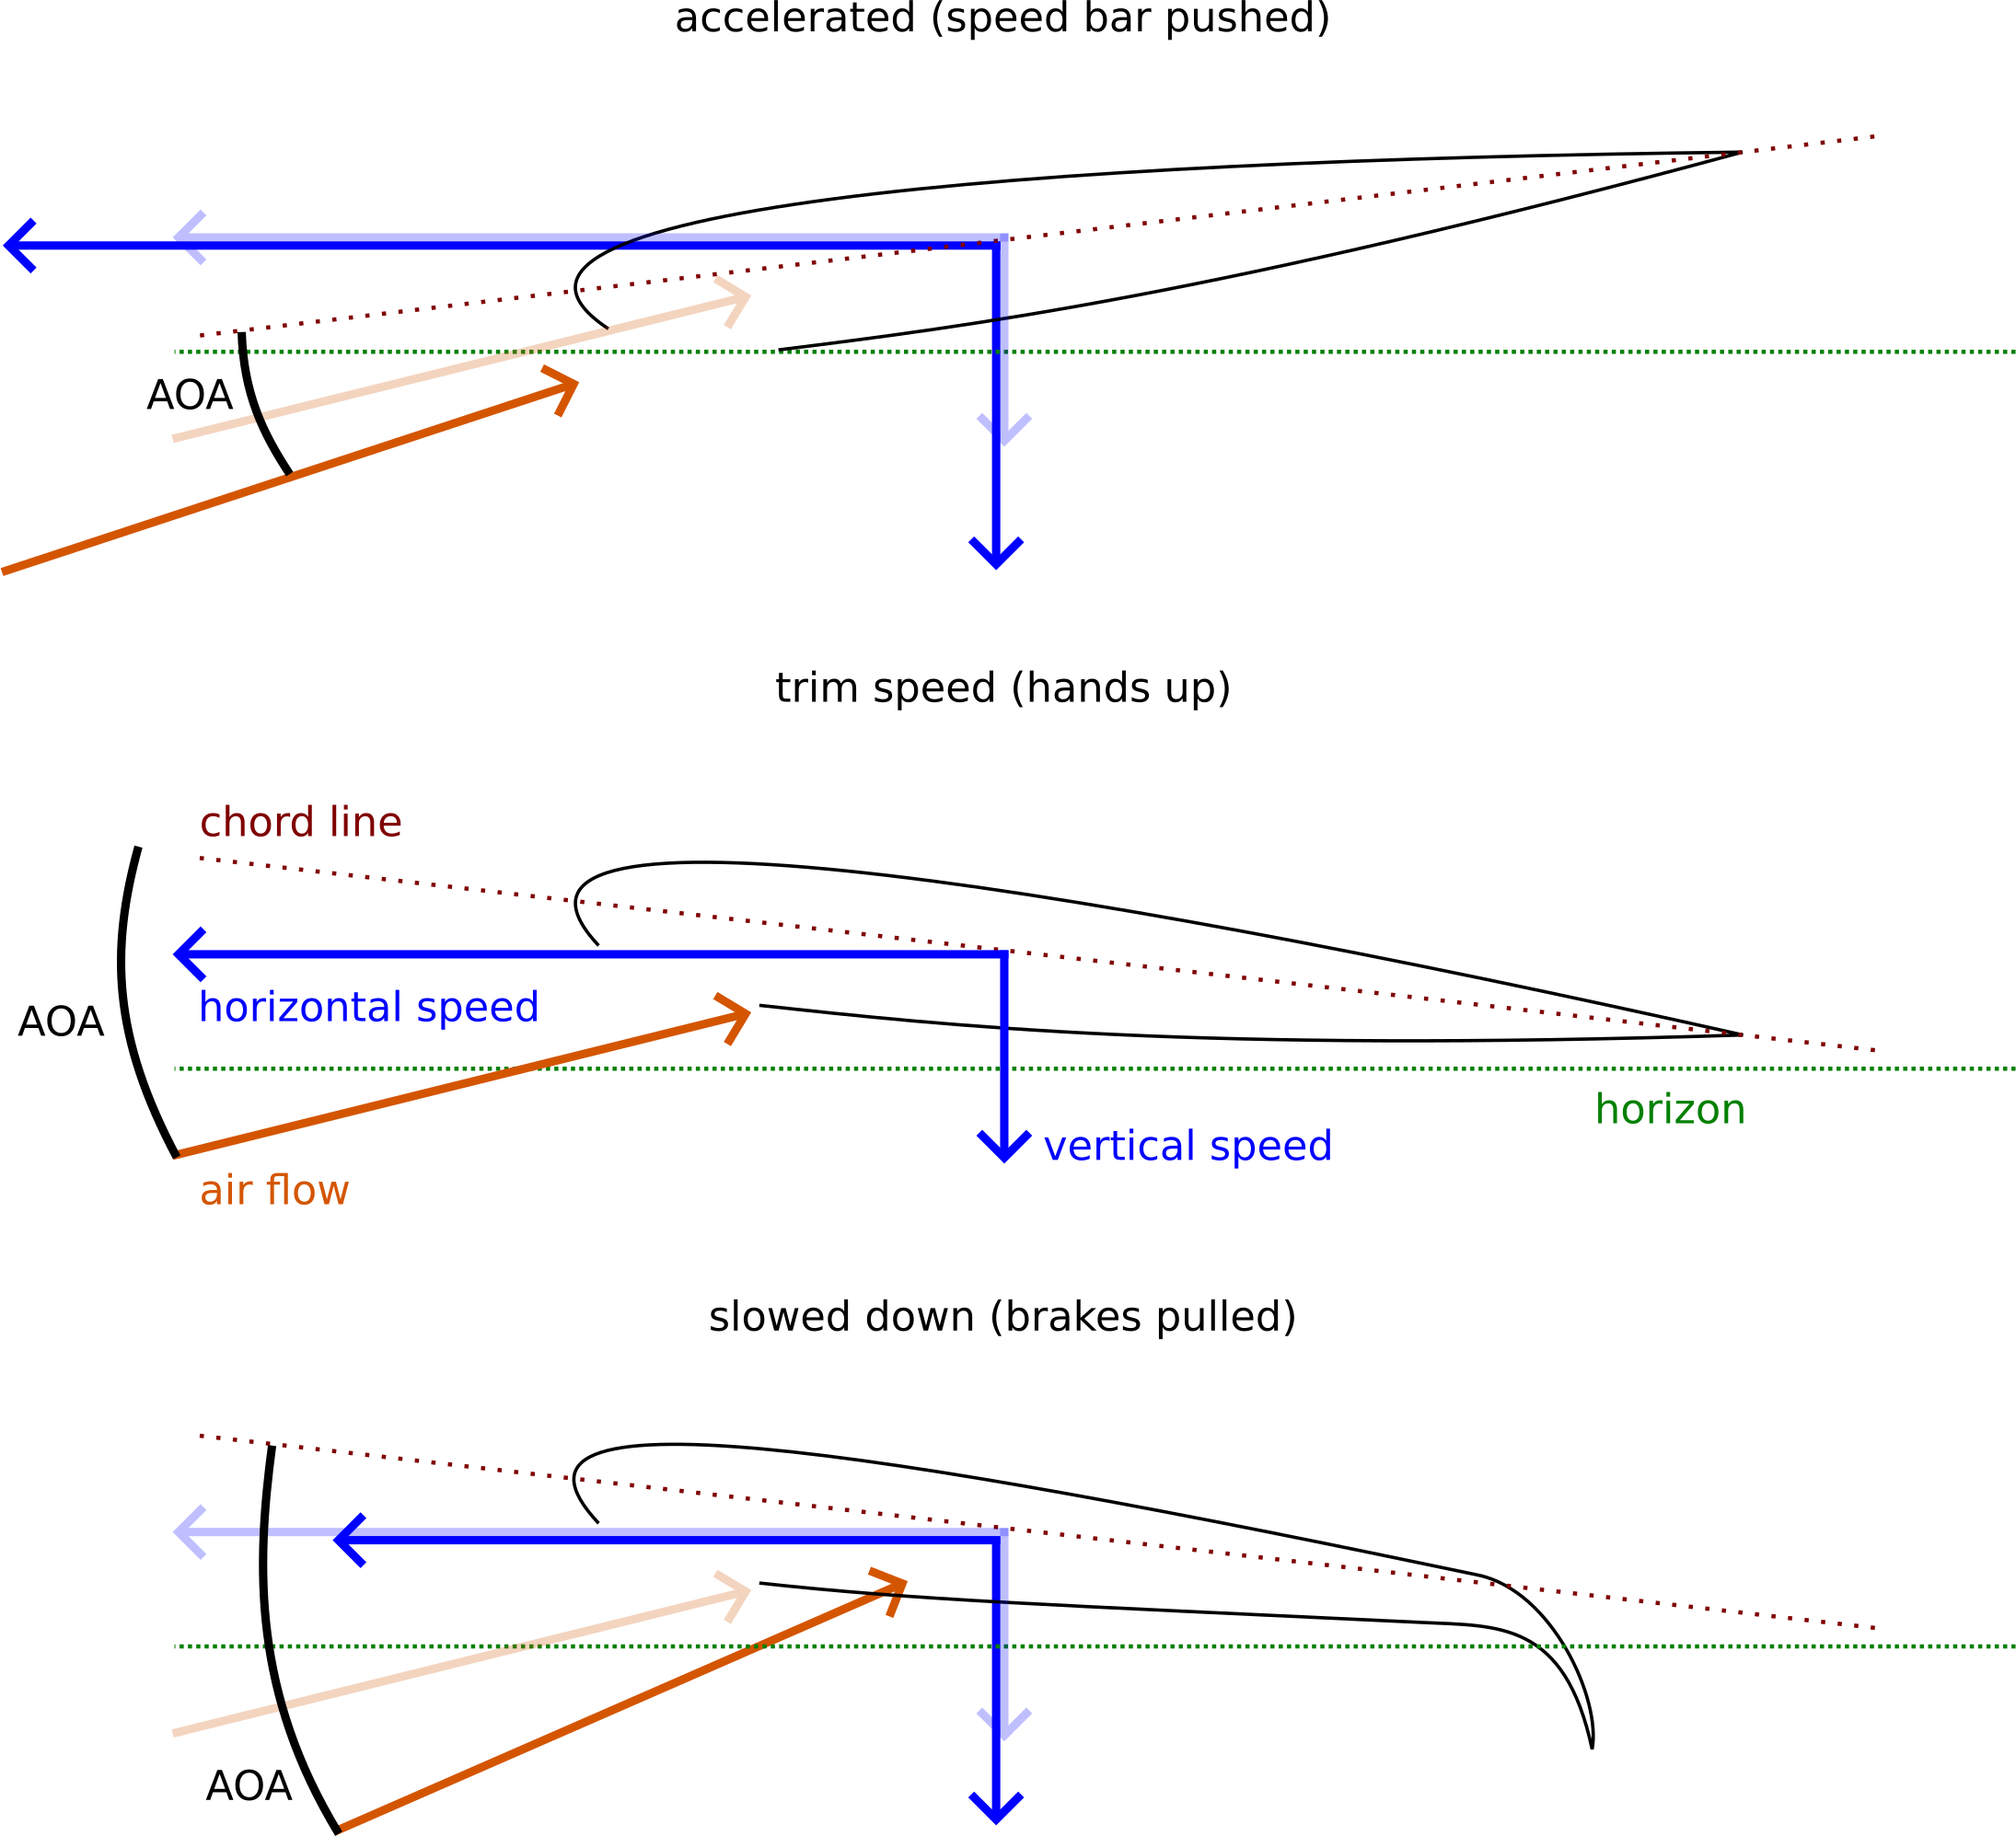 accelerated (speed bar pushed)
AOA
trim speed (hands up)
chord line
horizontal speed
AOA
horizon
vertical speed
air flow
slowed down (brakes pulled)
AOA